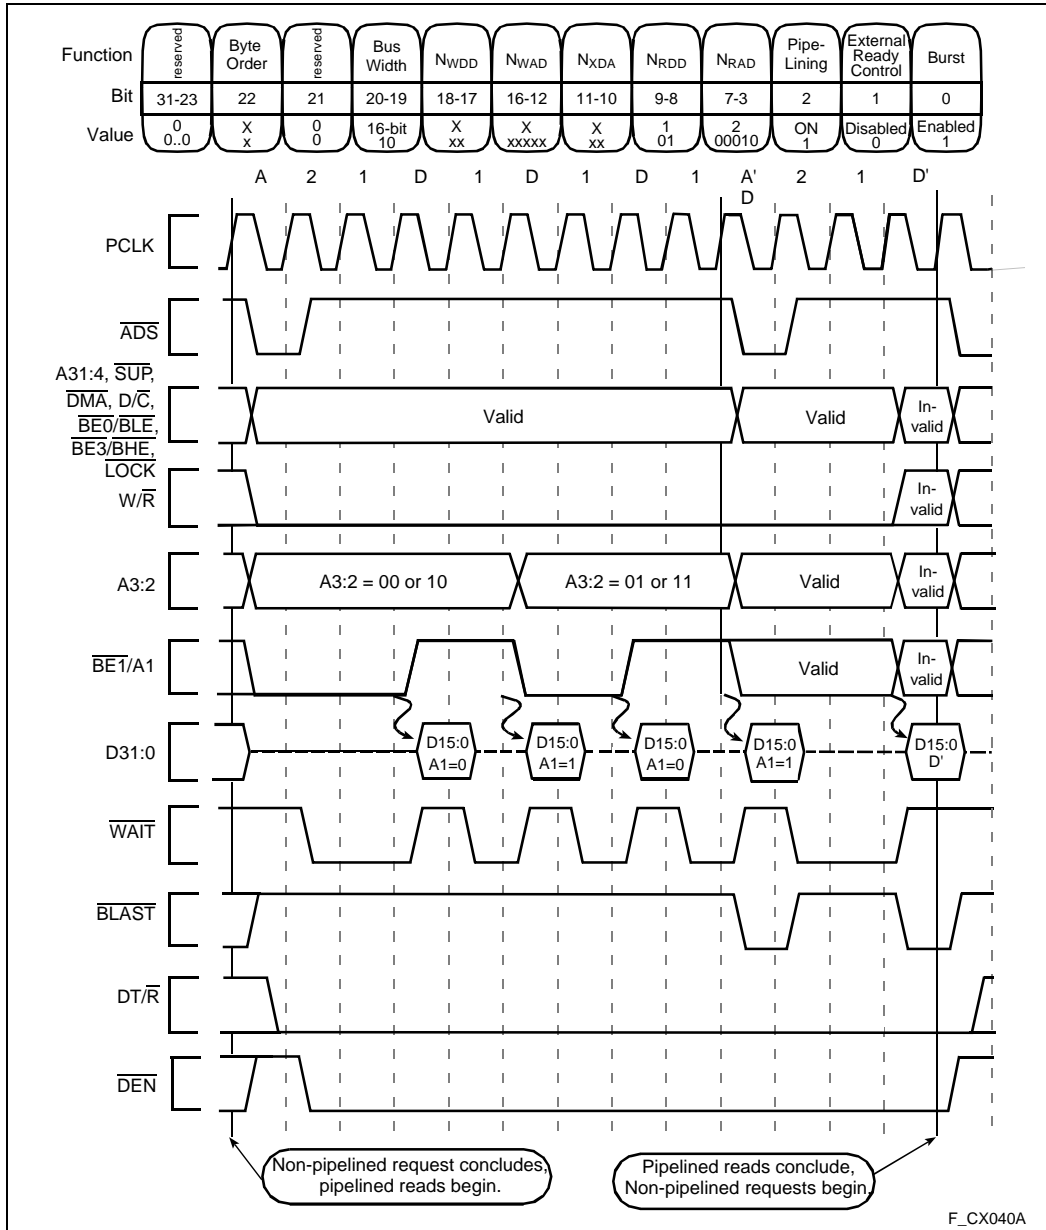 Function reserved Byte Order reserved Bus Width NWDD NWAD NXDA NRDD NRAD Pipe-Lining External Ready Control Burst
Bit 31-23 22 21 20-19 18-17 16-12 11-10 9-8 7-3 2 1 0
Value 0 X 0 16-bit X X X 1 2 ON Disabled Enabled
0..0 x 0 10 xx xxxxx xx 01 00010 1 0 1
A 2 1 D 1 D 1 D 1 A' 2 1 D'
D
PCLK
ADS
A31:4, SUP,
DMA, D/C,
BE0/BLE,
BE3/BHE,
LOCK
Valid Valid In-
valid
W/R
In-
valid
A3:2
A3:2 = 00 or 10 A3:2 = 01 or 11 Valid In-
valid
BE1/A1
Valid In-
valid
D31:0
D15:0 D15:0 D15:0 D15:0 D15:0
A1=0 A1=1 A1=0 A1=1 D'
WAIT
BLAST
DT/R
DEN
Non-pipelined request concludes,
pipelined reads begin.
Pipelined reads conclude,
Non-pipelined requests begin.
F_CX040A